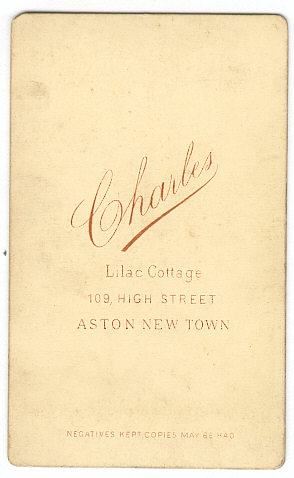 Charles
Lilac Cottage
109, HIGH STREET
ASTON NEW TOWN
NEGATIVES KEPT COPIES MAY BE HAD